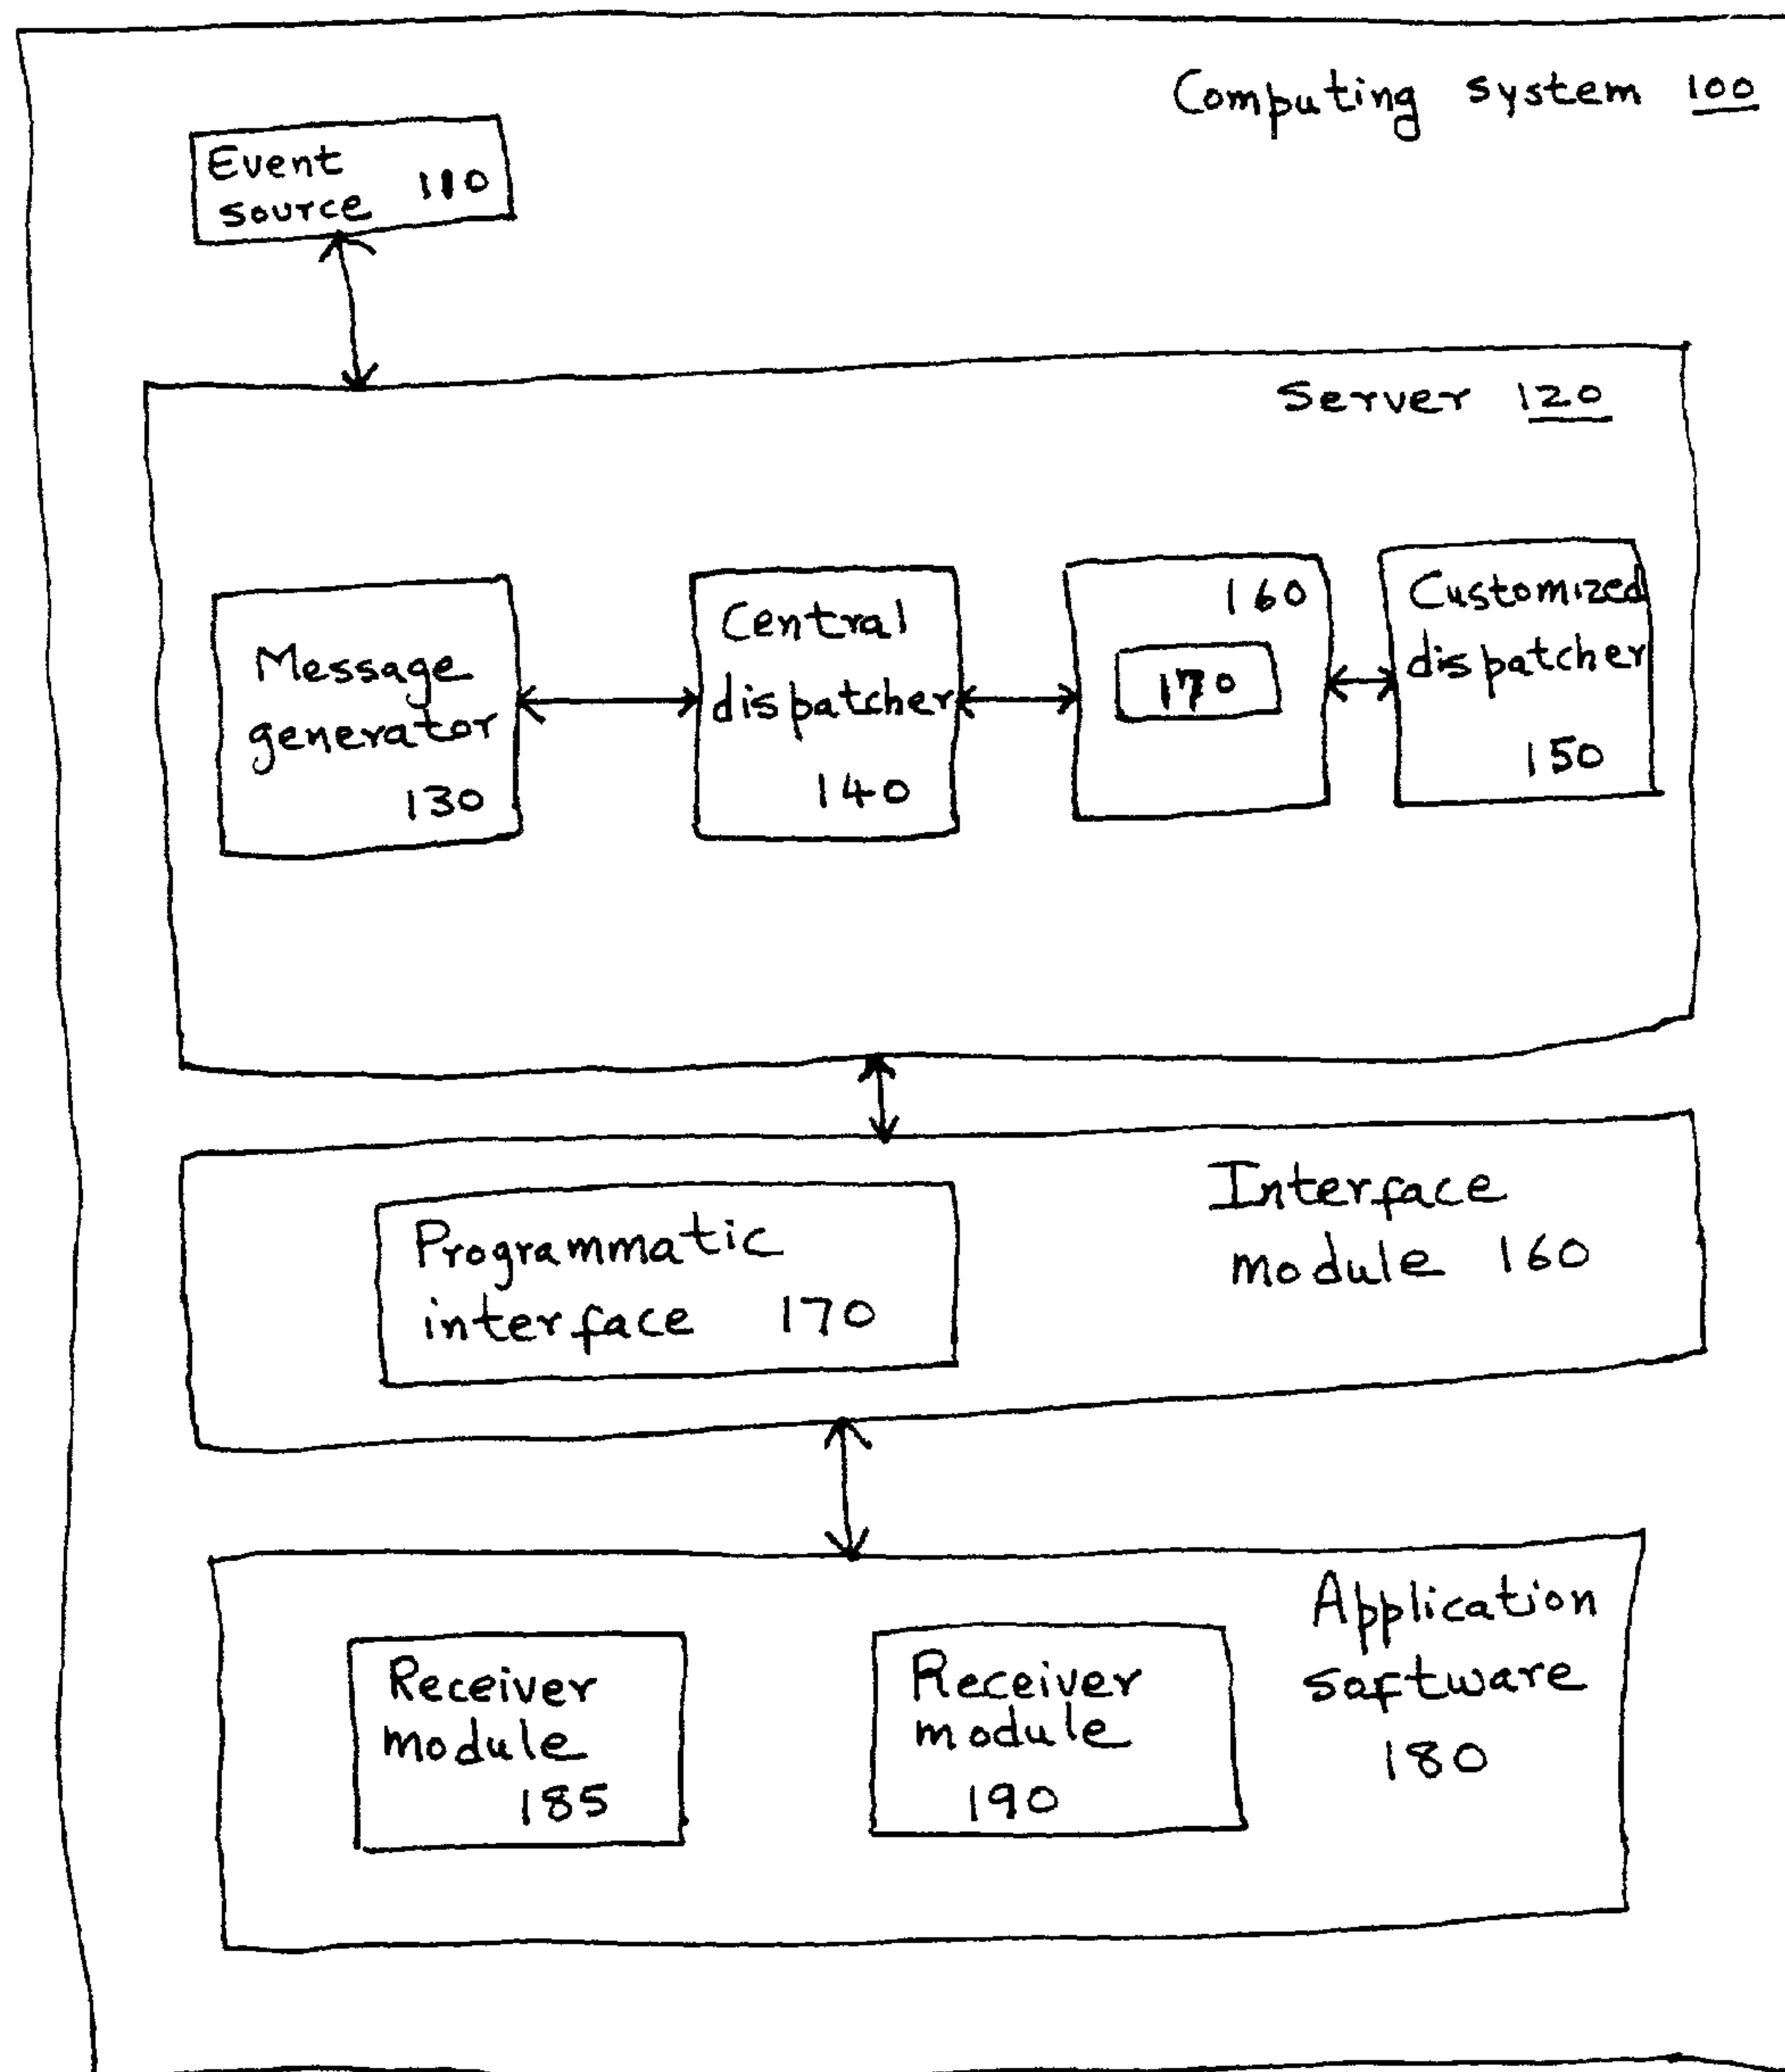 Computing system 100
Event
source 110
Server 120
Message
generator
130
Central
dispatcher
140
160
170
Customized
dispatcher
150
Interface
module 160
Programmatic
interface 170
Application
software
180
Receiver
module
185
Receiver
module
190